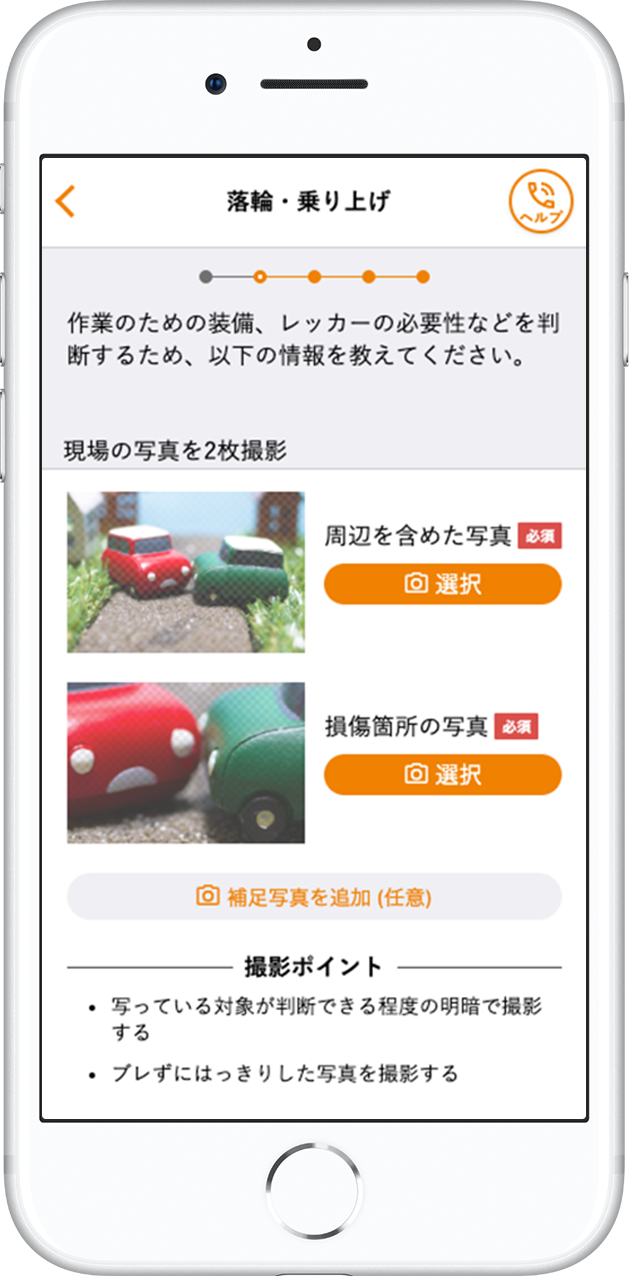 落輪・乗り上げ
ヘルプ
作業のための装備、レッカーの必要性などを判
断するため、以下の情報を教えてください。
現場の写真を2枚撮影
周辺を含めた写真 必須
選択
損傷箇所の写真 必須
選択
補足写真を追加 (任意)
撮影ポイント
• 写っている対象が判断できる程度の明暗で撮影
する
• ブレずにはっきりした写真を撮影する